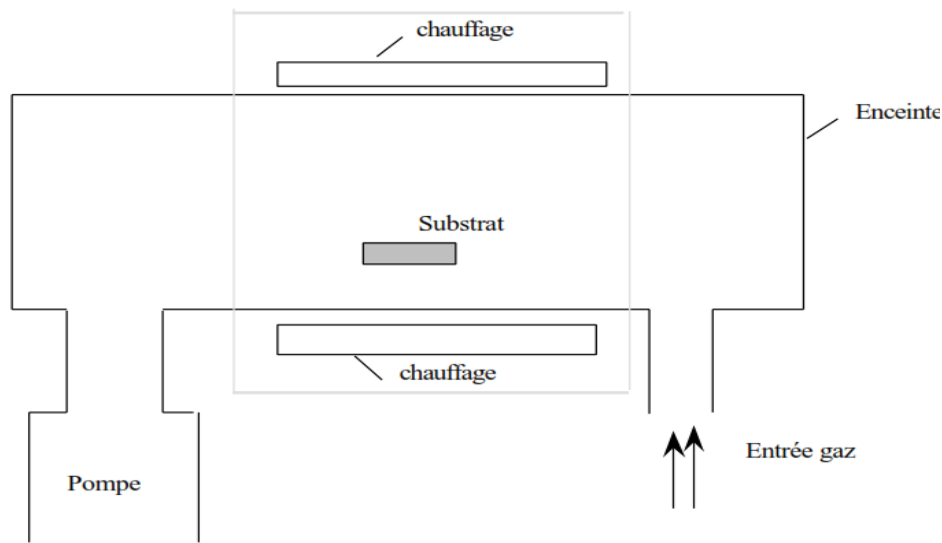 chauffage
Enceinte
Substrat
chauffage
Entrée gaz
Pompe